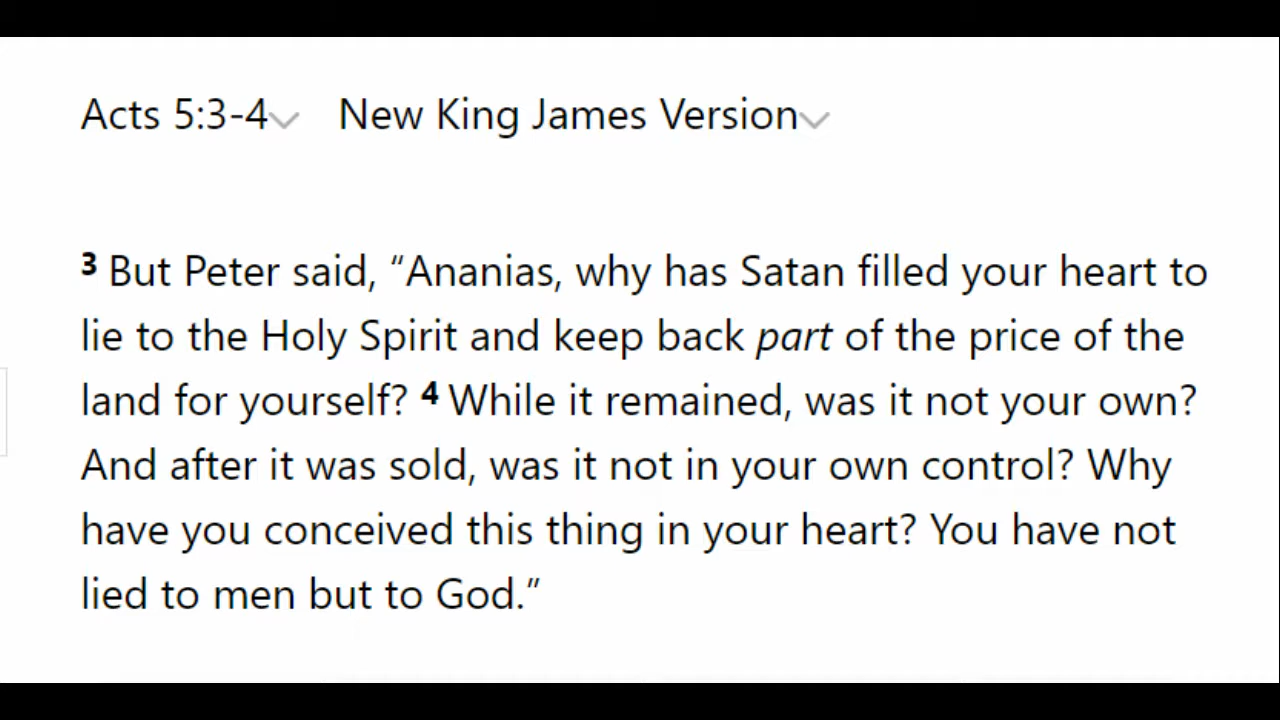 Acts 5:3-4 New King James Version
3 But Peter said, “Ananias, why has Satan filled your heart to
lie to the Holy Spirit and keep back part of the price of the
land for yourself? 4 While it remained, was it not your own?
And after it was sold, was it not in your own control? Why
have you conceived this thing in your heart? You have not
lied to men but to God.”